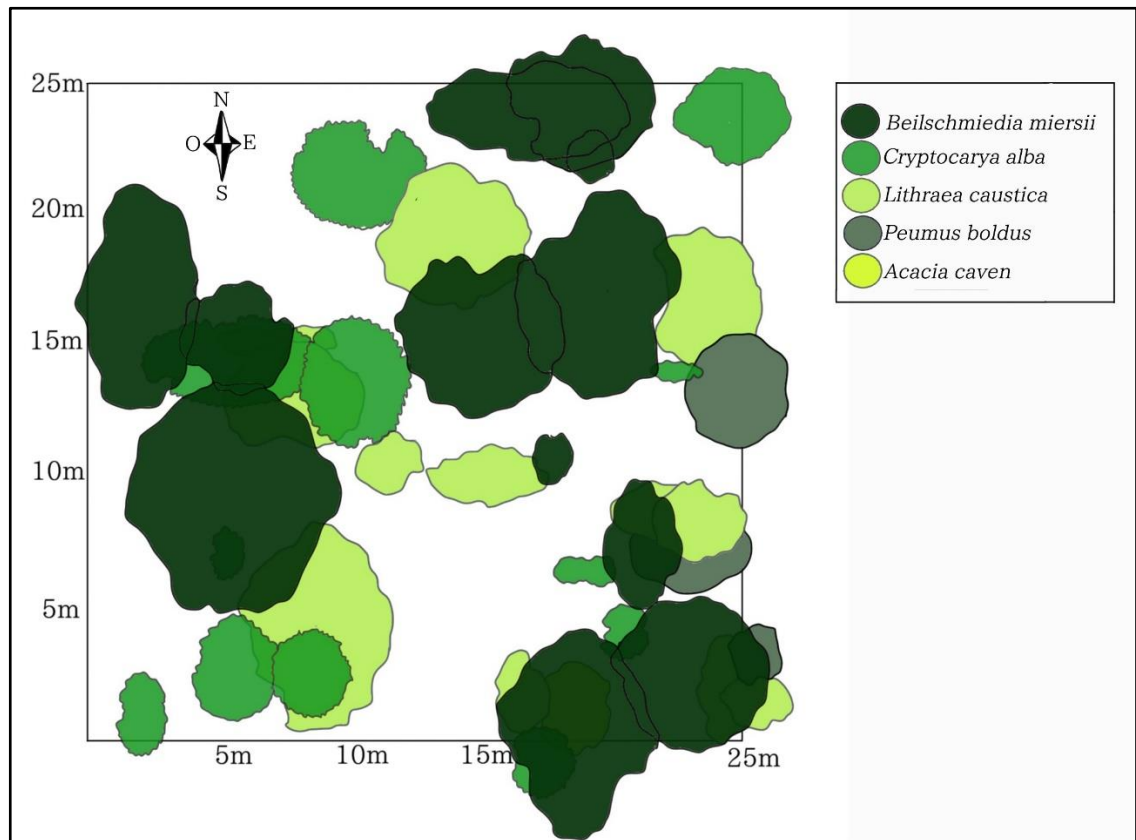 25m
20m
15m
10m
5m
5m 10m 15m 25m
N
O E
S
Beilschmiedia miersii
Cryptocarya alba
Lithraea caustica
Peumus boldus
Acacia caven